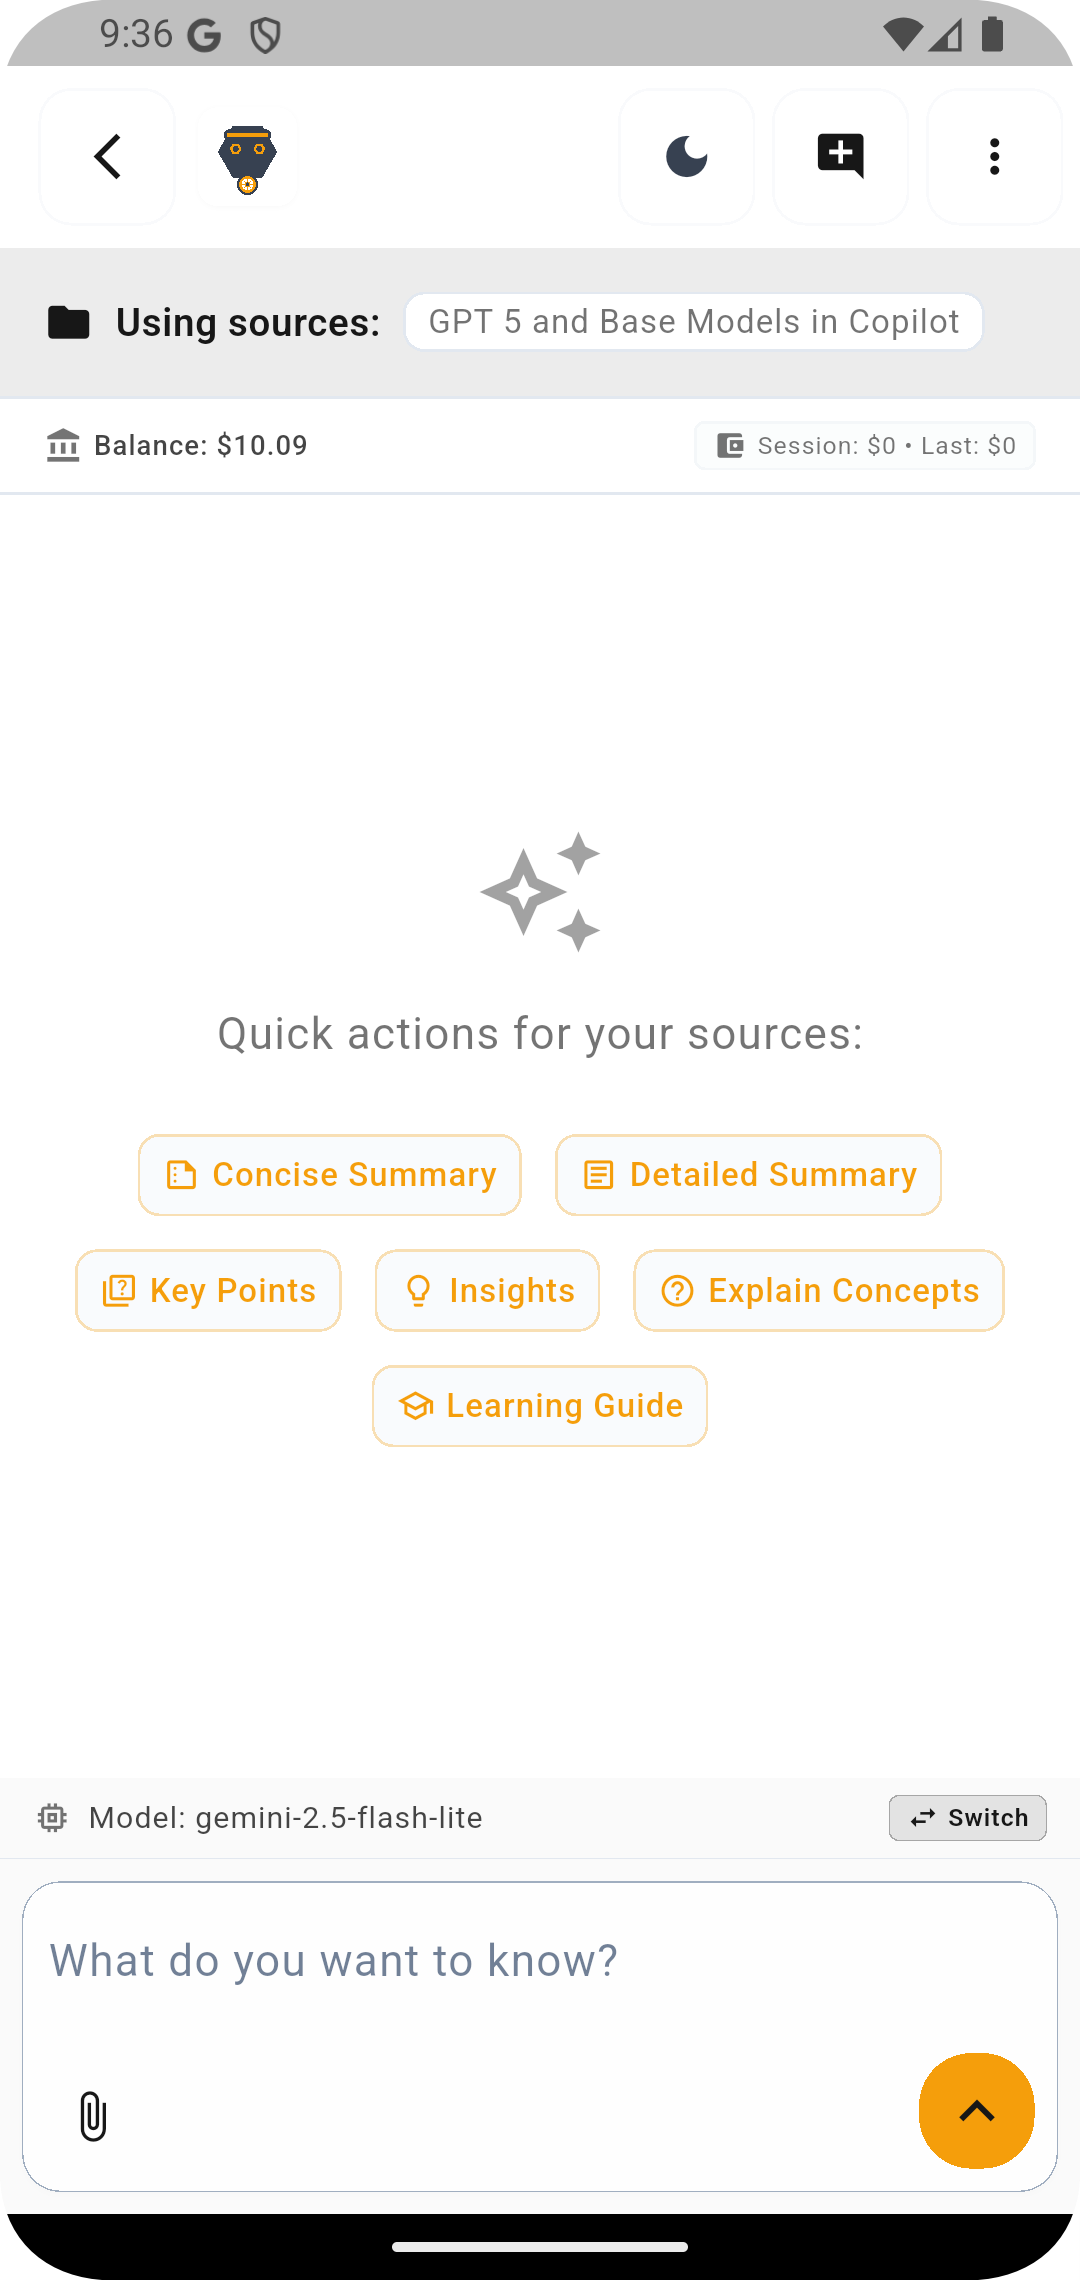 9:36
Using sources: GPT 5 and Base Models in Copilot
Balance: $10.09 Session: $0 • Last: $0
Quick actions for your sources:
Concise Summary Detailed Summary
Key Points Insights Explain Concepts
Learning Guide
Model: gemini-2.5-flash-lite Switch
What do you want to know?